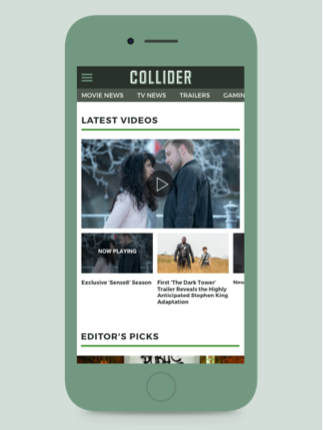 COLLIDER
MOVIE NEWS TV NEWS TRAILERS GAMIN
LATEST VIDEOS
NOW PLAYING
Exclusive 'Sense8' Season
First 'The Dark Tower'
Trailer Reveals the Highly
Anticipated Stephen King
Adaptation
New
EDITOR'S PICKS